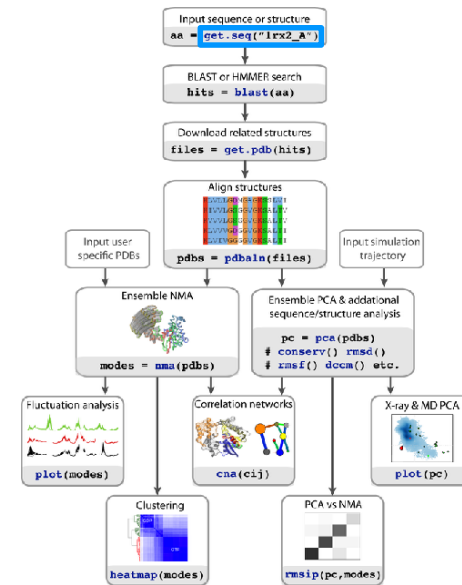 Input sequence or structure
aa = get.seq("lrx2_A")
BLAST or HMMER search
hits = blast(aa)
Download related structures
files = get.pdb(hits)
Align structures
pdbs = pdbaln(files)
Input user
specific PDBs
Input simulation
trajectory
Ensemble NMA
modes = nma(pdbs)
Ensemble PCA & addational
sequence/structure analysis
pc = pca(pdbs)
# conserv() rmsd()
# rmsf() dccm() etc.
Fluctuation analysis
plot(modes)
Correlation networks
cna(cij)
X-ray & MD PCA
plot(pc)
Clustering
heatmap(modes)
PCA vs NMA
rmsip(pc,modes)